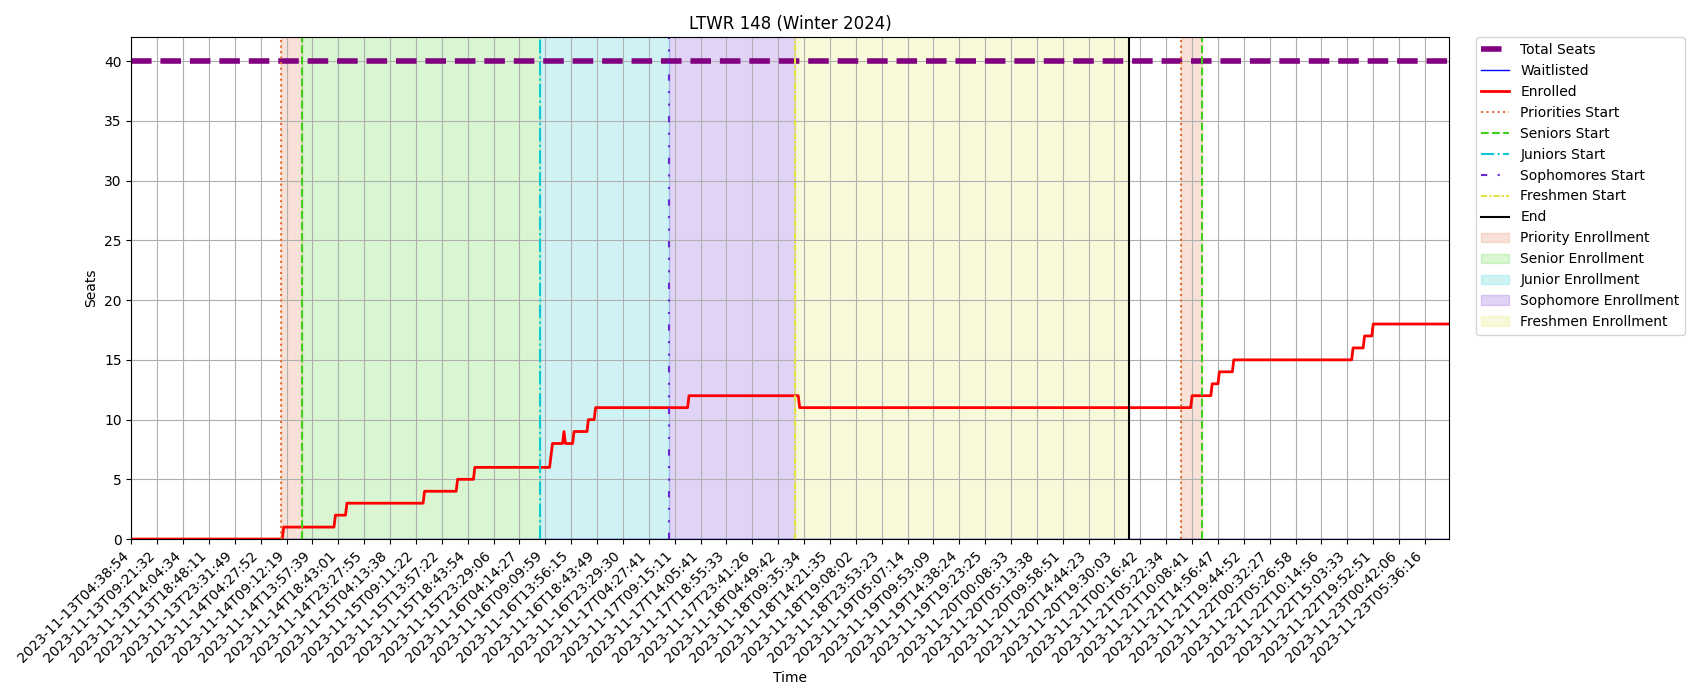 LTWR 148 (Winter 2024)
Seats
40
35
30
25
20
15
10
5
0
2023-11-13T04:38:54
2023-11-13T09:21:32
2023-11-13T14:04:34
2023-11-13T18:48:11
2023-11-13T23:31:49
2023-11-14T04:27:52
2023-11-14T09:12:19
2023-11-14T13:57:39
2023-11-14T18:43:01
2023-11-14T23:27:55
2023-11-15T04:13:38
2023-11-15T09:11:22
2023-11-15T13:57:22
2023-11-15T18:43:54
2023-11-15T23:29:06
2023-11-16T04:14:27
2023-11-16T09:09:59
2023-11-16T13:56:15
2023-11-16T18:43:49
2023-11-16T23:29:30
2023-11-17T04:27:41
2023-11-17T09:15:11
2023-11-17T14:05:41
2023-11-17T18:55:33
2023-11-17T23:41:26
2023-11-18T04:49:42
2023-11-18T09:35:34
2023-11-18T14:21:35
2023-11-18T19:08:02
2023-11-18T23:53:23
2023-11-19T05:07:14
2023-11-19T09:53:09
2023-11-19T14:38:24
2023-11-19T19:23:25
2023-11-20T00:08:33
2023-11-20T05:13:38
2023-11-20T09:58:51
2023-11-20T14:44:23
2023-11-20T19:30:03
2023-11-21T00:16:42
2023-11-21T05:22:34
2023-11-21T10:08:41
2023-11-21T14:56:47
2023-11-21T19:44:52
2023-11-22T00:32:27
2023-11-22T05:26:58
2023-11-22T10:14:56
2023-11-22T15:03:33
2023-11-22T19:52:51
2023-11-23T00:42:06
2023-11-23T05:36:16
Time
Total Seats
Waitlisted
Enrolled
Priorities Start
Seniors Start
Juniors Start
Sophomores Start
Freshmen Start
End
Priority Enrollment
Senior Enrollment
Junior Enrollment
Sophomore Enrollment
Freshmen Enrollment